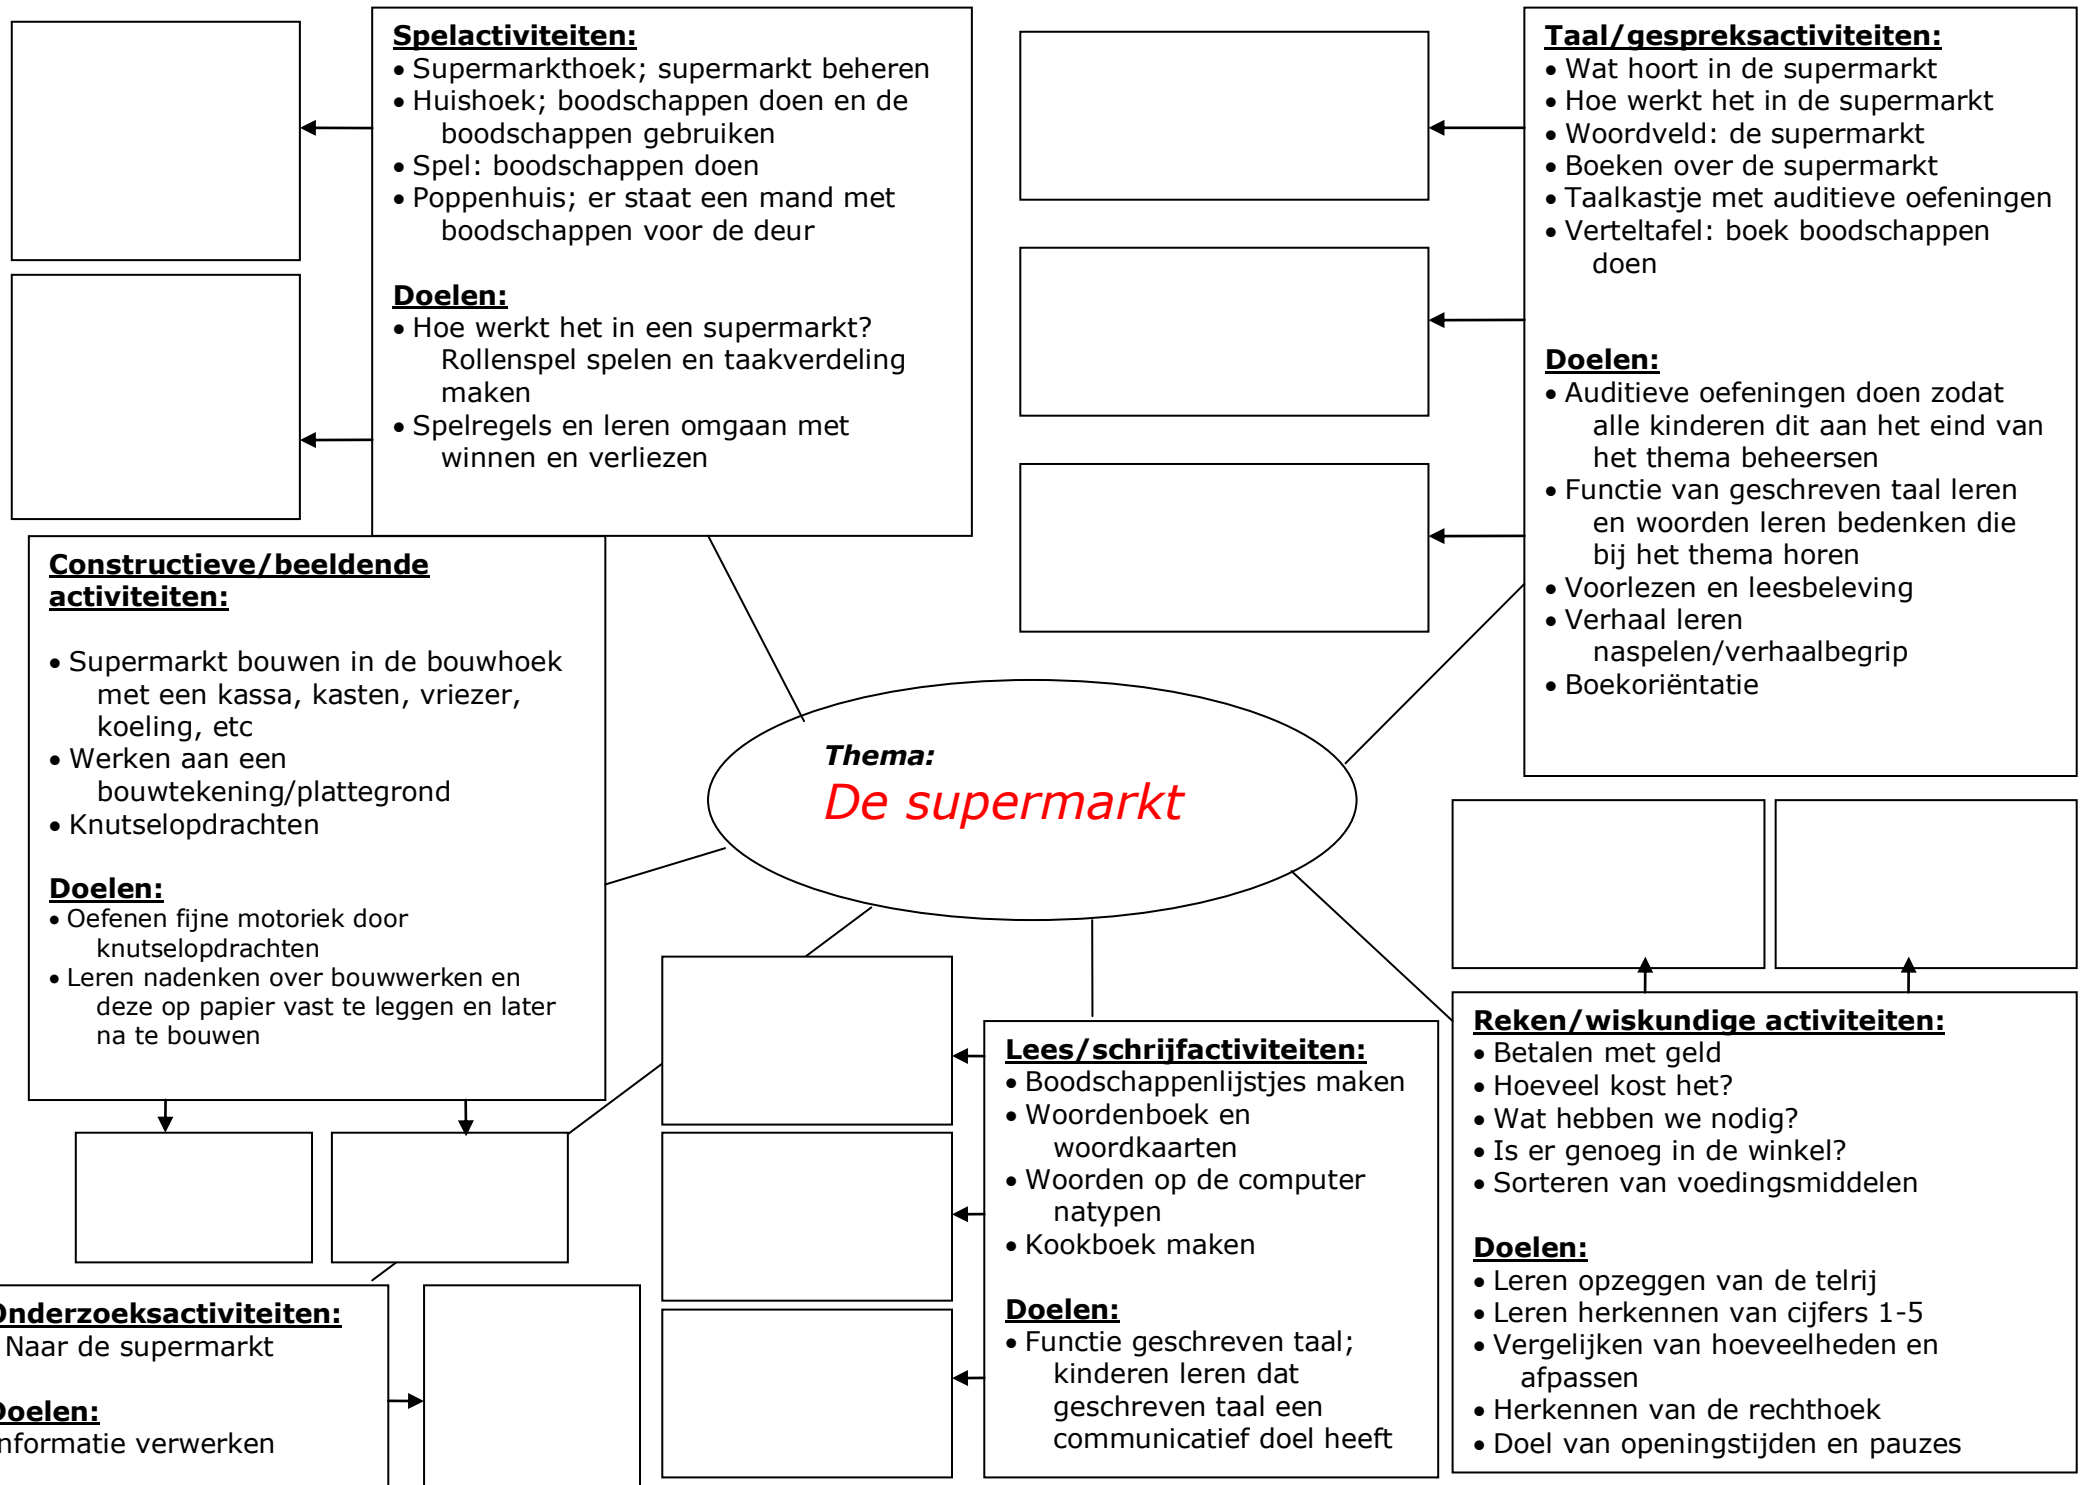 Spelactiviteiten:
• Supermarkthoek; supermarkt beheren
• Huishoek; boodschappen doen en de
boodschappen gebruiken
• Spel: boodschappen doen
• Poppenhuis; er staat een mand met
boodschappen voor de deur
Doelen:
• Hoe werkt het in een supermarkt?
Rollenspel spelen en taakverdeling
maken
• Spelregels en leren omgaan met
winnen en verliezen
Taal/gespreksactiviteiten:
• Wat hoort in de supermarkt
• Hoe werkt het in de supermarkt
• Woordveld: de supermarkt
• Boeken over de supermarkt
• Taalkastje met auditieve oefeningen
• Verteltafel: boek boodschappen
doen
Doelen:
• Auditieve oefeningen doen zodat
alle kinderen dit aan het eind van
het thema beheersen
• Functie van geschreven taal leren
en woorden leren bedenken die
bij het thema horen
• Voorlezen en leesbeleving
• Verhaal leren
naspelen/verhaalbegrip
• Boekoriëntatie
Constructieve/beeldende
activiteiten:
• Supermarkt bouwen in de bouwhoek
met een kassa, kasten, vriezer,
koeling, etc
• Werken aan een
bouwtekening/plattegrond
• Knutselopdrachten
Doelen:
• Oefenen fijne motoriek door
knutselopdrachten
• Leren nadenken over bouwwerken en
deze op papier vast te leggen en later
na te bouwen
Thema:
De supermarkt
Lees/schrijfactiviteiten:
• Boodschappenlijstjes maken
• Woordenboek en
woordkaarten
• Woorden op de computer
natypen
• Kookboek maken
Doelen:
• Functie geschreven taal;
kinderen leren dat
geschreven taal een
communicatief doel heeft
Reken/wiskundige activiteiten:
• Betalen met geld
• Hoeveel kost het?
• Wat hebben we nodig?
• Is er genoeg in de winkel?
• Sorteren van voedingsmiddelen
Doelen:
• Leren opzeggen van de telrij
• Leren herkennen van cijfers 1-5
• Vergelijken van hoeveelheden en
afpassen
• Herkennen van de rechthoek
• Doel van openingstijden en pauzes
Onderzoeksactiviteiten:
Naar de supermarkt
Doelen:
nformatie verwerken